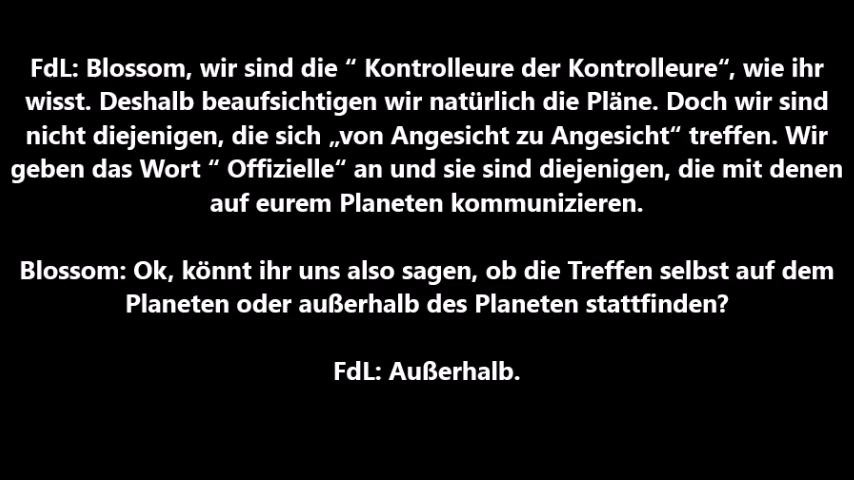 FdL: Blossom, wir sind die “ Kontrolleure der Kontrolleure“, wie ihr
wisst. Deshalb beaufsichtigen wir natürlich die Pläne. Doch wir sind
nicht diejenigen, die sich „von Angesicht zu Angesicht“ treffen. Wir
geben das Wort “ Offizielle“ an und sie sind diejenigen, die mit denen
auf eurem Planeten kommunizieren.
Blossom: Ok, könnt ihr uns also sagen, ob die Treffen selbst auf dem
Planeten oder außerhalb des Planeten stattfinden?
FdL: Außerhalb.